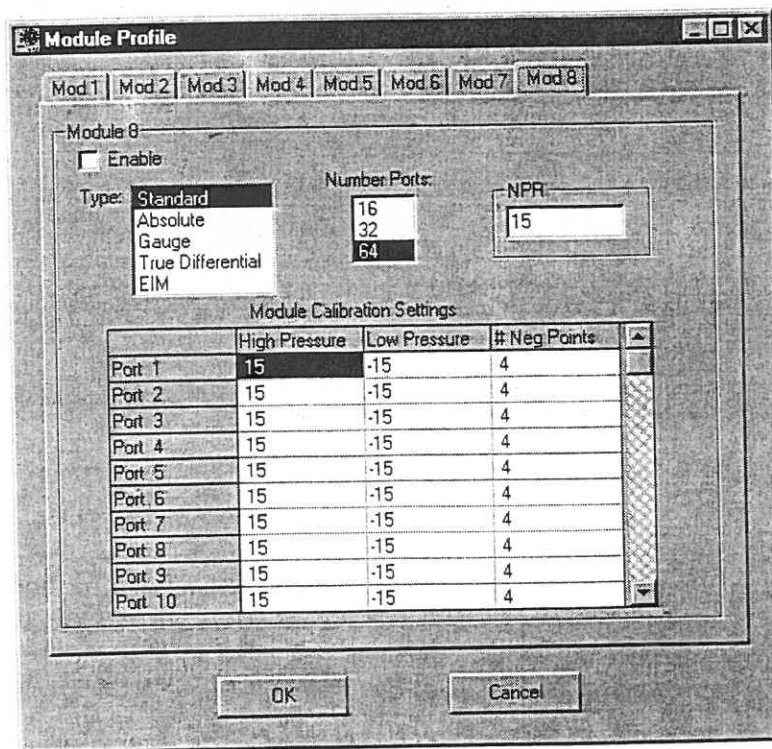 Module Profile
Mod 1 Mod 2 Mod 3 Mod 4 Mod 5 Mod 6 Mod 7 Mod 8
Module 8
Enable
Type:
Standard
Absolute
Gauge
True Differential
EIM
Number Ports:
16
32
64
NPR
15
Module Calibration Settings
High Pressure Low Pressure # Neg Points
Port 1 15 -15 4
Port 2 15 -15 4
Port 3 15 -15 4
Port 4 15 -15 4
Port 5 15 -15 4
Port 6 15 -15 4
Port 7 15 -15 4
Port 8 15 -15 4
Port 9 15 -15 4
Port 10 15 -15 4
OK Cancel